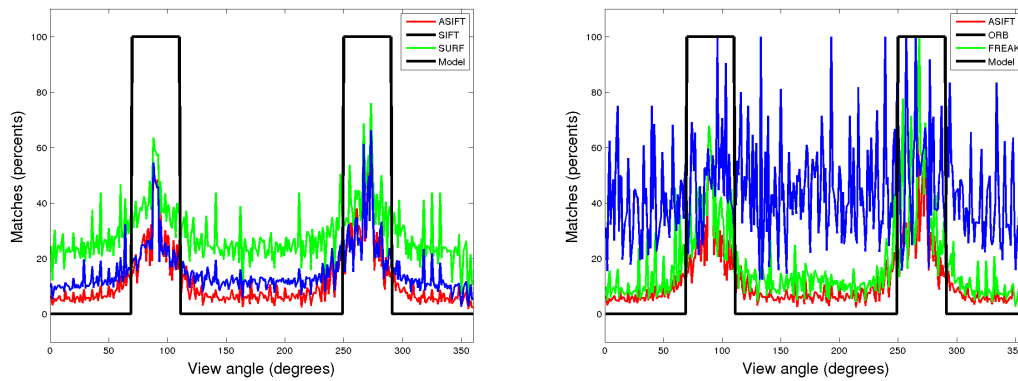 ASIFT
SIFT
SURF
Model
100
80
60
40
20
0
Matches (percents)
0 50 100 150 200 250 300 350
View angle (degrees)
ASIFT
ORB
FREAK
Model
100
80
60
40
20
0
Matches (percents)
0 50 100 150 200 250 300 35
View angle (degrees)